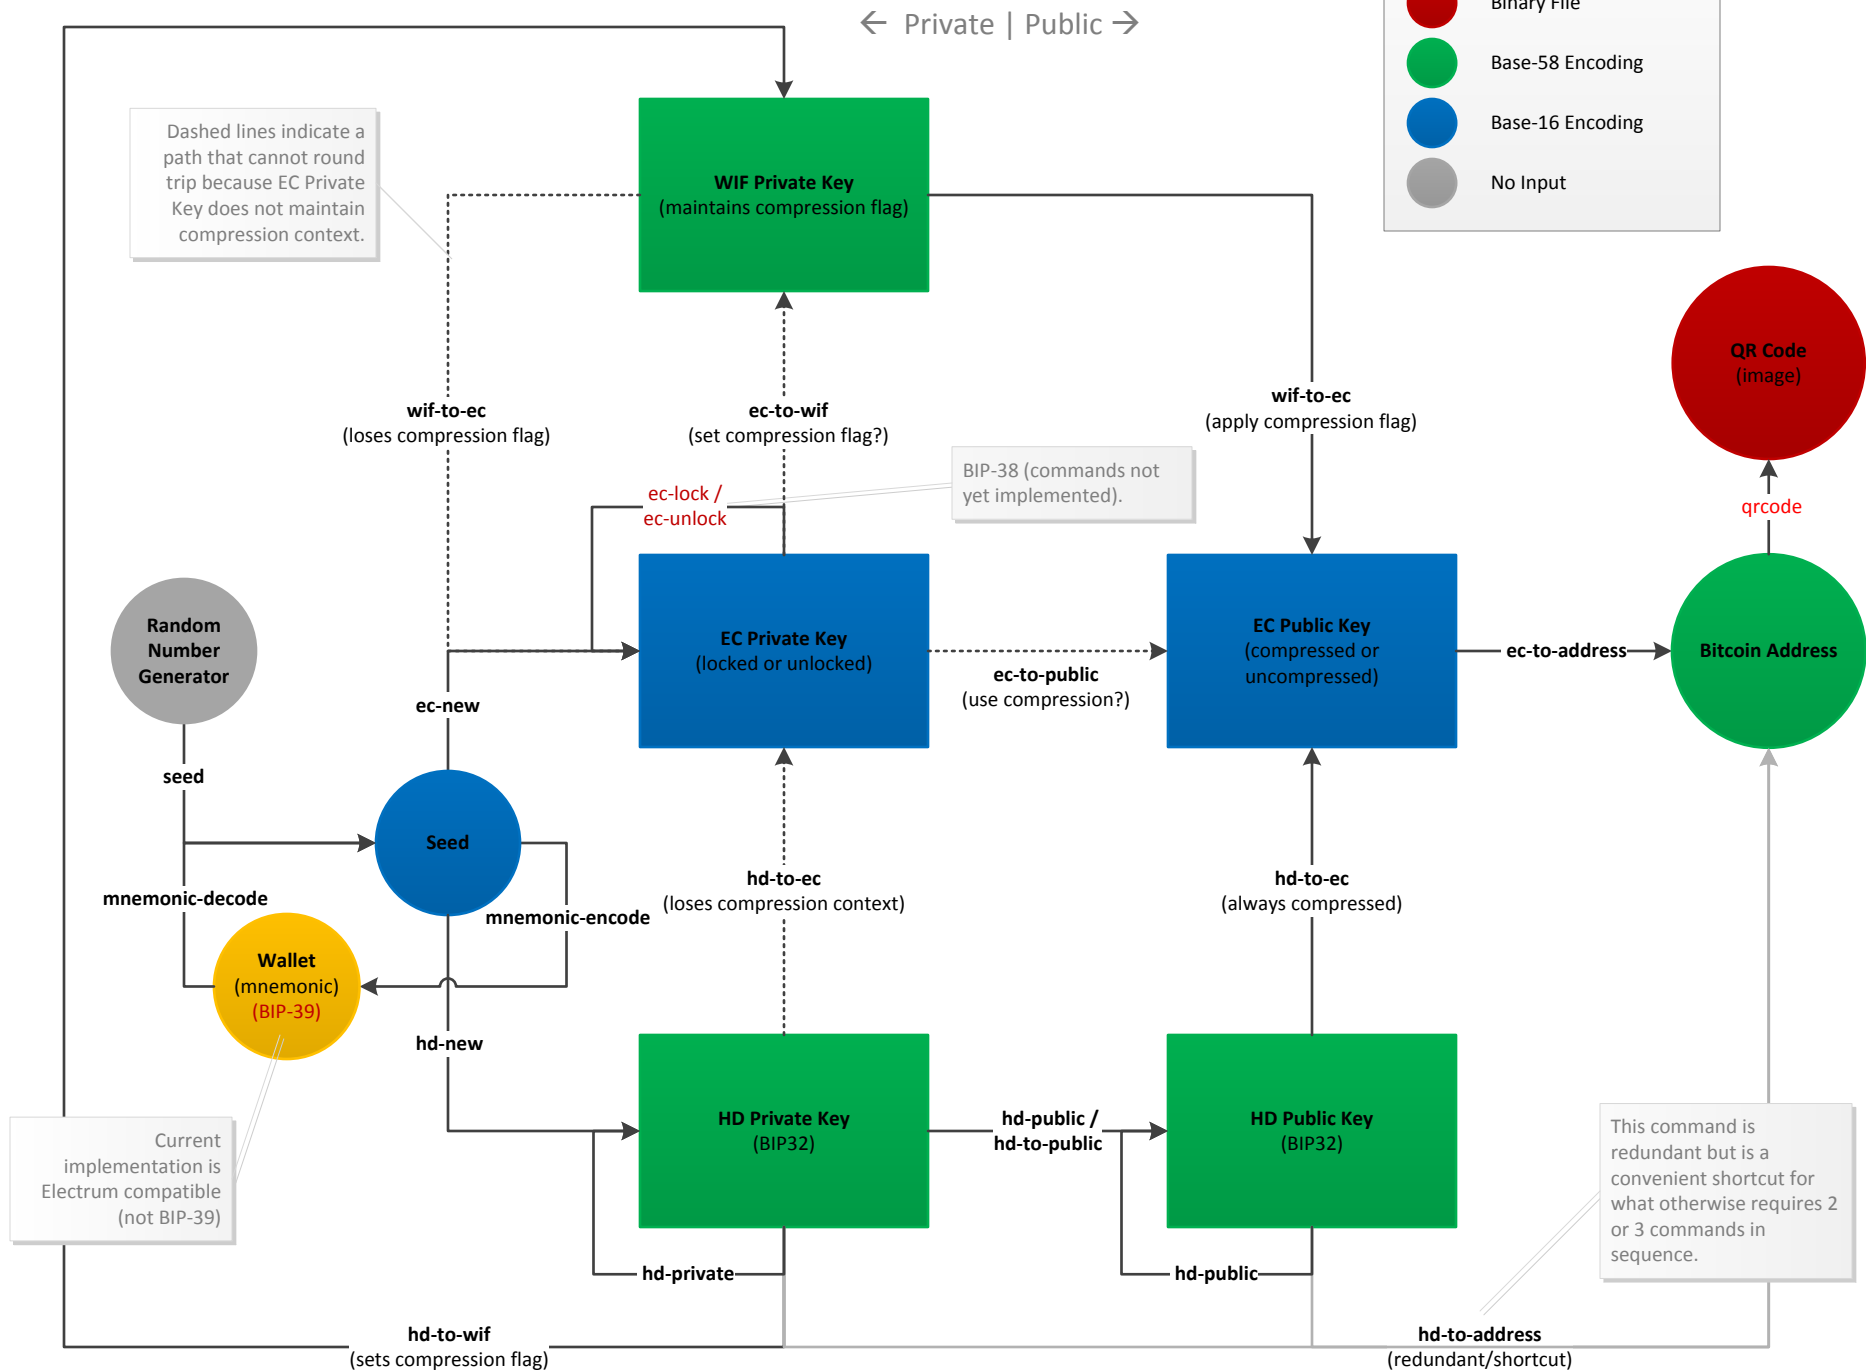 ← Private | Public →
Binary File
Base-58 Encoding
Base-16 Encoding
No Input
Dashed lines indicate a
path that cannot round
trip because EC Private
Key does not maintain
compression context.
WIF Private Key
(maintains compression flag)
QR Code
(image)
wif-to-ec
(loses compression flag)
ec-to-wif
(set compression flag?)
wif-to-ec
(apply compression flag)
BIP-38 (commands not
yet implemented).
ec-lock /
ec-unlock
qrcode
Random
Number
Generator
EC Private Key
(locked or unlocked)
ec-to-public
(use compression?)
EC Public Key
(compressed or
uncompressed)
ec-to-address
Bitcoin Address
ec-new
seed
Seed
mnemonic-decode
mnemonic-encode
hd-to-ec
(loses compression context)
hd-to-ec
(always compressed)
Wallet
(mnemonic)
(BIP-39)
hd-new
Current
implementation is
Electrum compatible
(not BIP-39)
HD Private Key
(BIP32)
hd-public /
hd-to-public
HD Public Key
(BIP32)
This command is
redundant but is a
convenient shortcut for
what otherwise requires 2
or 3 commands in
sequence.
hd-private
hd-public
hd-to-wif
(sets compression flag)
hd-to-address
(redundant/shortcut)